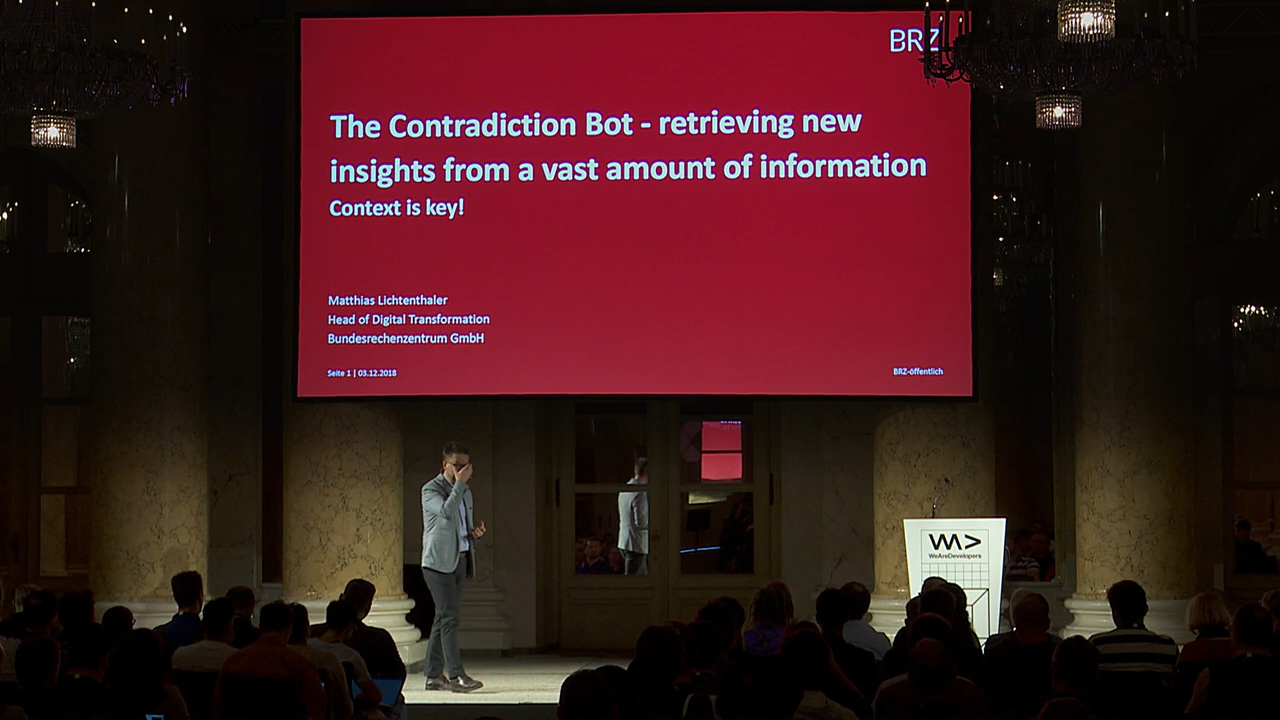 BRZ
The Contradiction Bot - retrieving new
insights from a vast amount of information
Context is key!
Matthias Lichtenthaler
Head of Digital Transformation
Bundesrechenzentrum GmbH
Seite 1 | 03.12.2018
BRZ-öffentlich
WeAreDevelopers